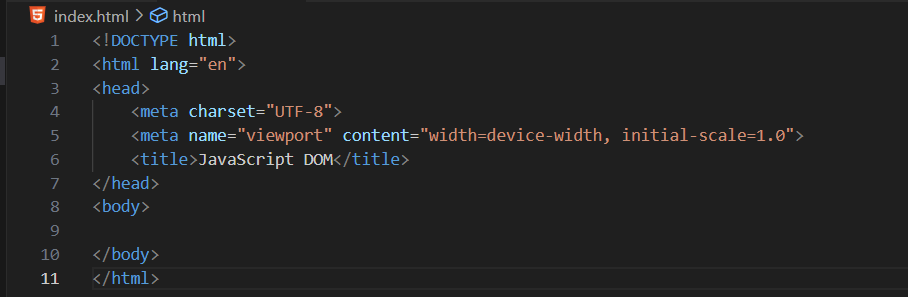 index.html > html
1 <!DOCTYPE html>
2 <html lang="en">
3 <head>
4     <meta charset="UTF-8">
5     <meta name="viewport" content="width=device-width, initial-scale=1.0">
6     <title>JavaScript DOM</title>
7 </head>
8 <body>
9
10 </body>
11 </html>